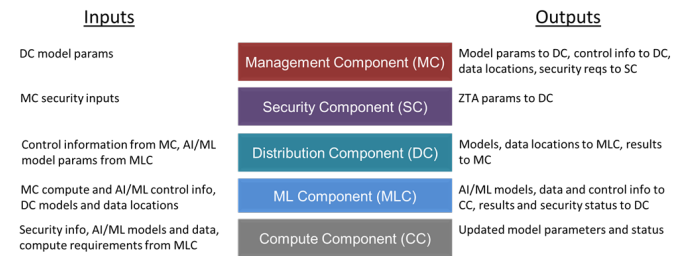 Inputs
Outputs
DC model params
Management Component (MC)
Model params to DC, control info to DC,
data locations, security reqs to SC
MC security inputs
Security Component (SC)
ZTA params to DC
Control information from MC, AI/ML
model params from MLC
Distribution Component (DC)
Models, data locations to MLC, results
to MC
MC compute and AI/ML control info,
DC models and data locations
ML Component (MLC)
AI/ML models, data and control info to
CC, results and security status to DC
Security info, AI/ML models and data,
compute requirements from MLC
Compute Component (CC)
Updated model parameters and status